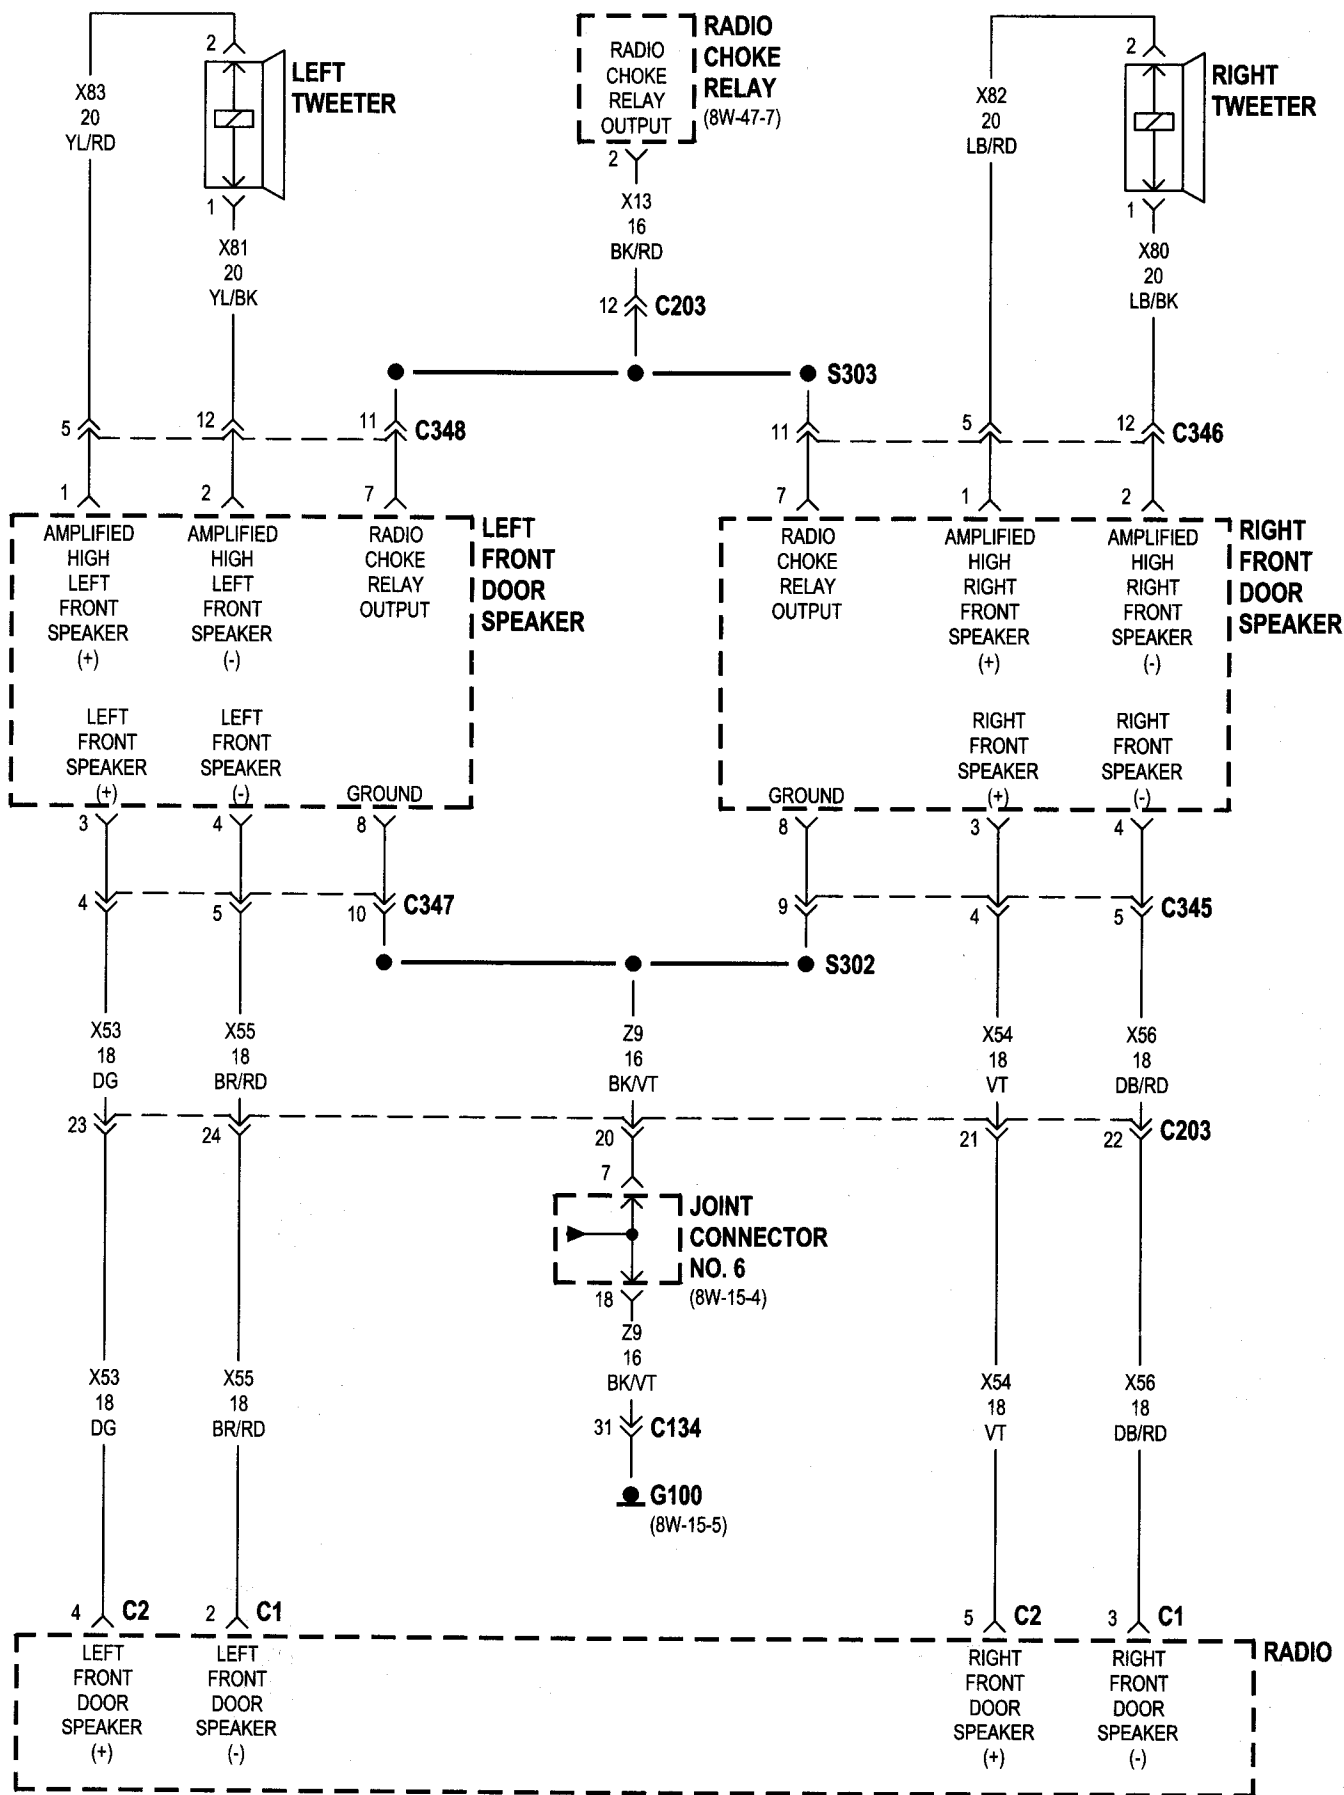 2
X83
20
YL/RD
LEFT
TWEETER
1
X81
20
YL/BK
RADIO
CHOKE
RELAY
OUTPUT
RADIO
CHOKE
RELAY
(8W-47-7)
2
X13
16
BK/RD
12
C203
X82
20
LB/RD
2
RIGHT
TWEETER
1
X80
20
LB/BK
S303
5
12
11
C348
11
5
12
C346
1
2
7
7
1
2
AMPLIFIED
HIGH
LEFT
FRONT
SPEAKER
(+)
AMPLIFIED
HIGH
LEFT
FRONT
SPEAKER
(-)
RADIO
CHOKE
RELAY
OUTPUT
LEFT
FRONT
DOOR
SPEAKER
LEFT
FRONT
SPEAKER
(+)
LEFT
FRONT
SPEAKER
(-)
GROUND
RADIO
CHOKE
RELAY
OUTPUT
AMPLIFIED
HIGH
RIGHT
FRONT
SPEAKER
(+)
AMPLIFIED
HIGH
RIGHT
FRONT
SPEAKER
(-)
RIGHT
FRONT
DOOR
SPEAKER
GROUND
RIGHT
FRONT
SPEAKER
(+)
RIGHT
FRONT
SPEAKER
(-)
3
4
8
8
3
4
4
5
10
C347
9
4
5
C345
S302
X53
18
DG
X55
18
BR/RD
Z9
16
BK/VT
X54
18
VT
X56
18
DB/RD
23
24
20
21
22
C203
7
JOINT
CONNECTOR
NO. 6
(8W-15-4)
18
Z9
16
BK/VT
31
C134
G100
(8W-15-5)
X53
18
DG
X55
18
BR/RD
X54
18
VT
X56
18
DB/RD
4
C2
2
C1
5
C2
3
C1
LEFT
FRONT
DOOR
SPEAKER
(+)
LEFT
FRONT
DOOR
SPEAKER
(-)
RIGHT
FRONT
DOOR
SPEAKER
(+)
RIGHT
FRONT
DOOR
SPEAKER
(-)
RADIO